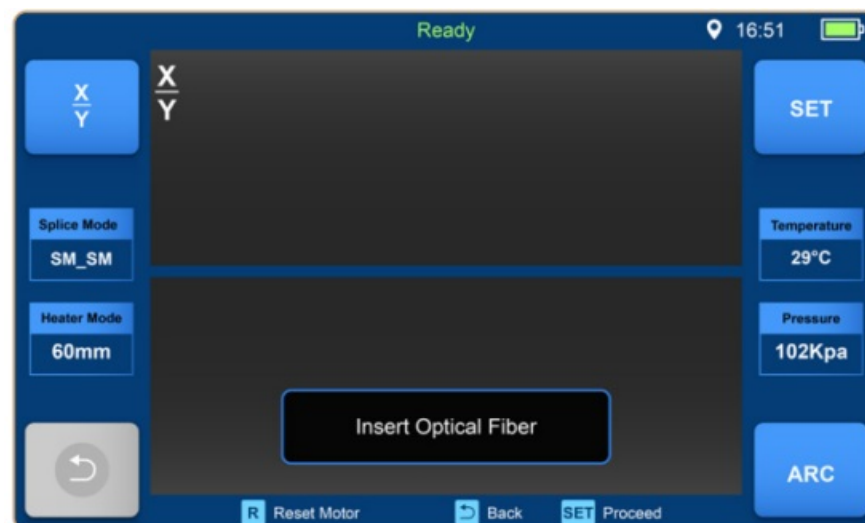 Ready
16:51
X
Y
X
Y
SET
Splice Mode
SM_SM
Temperature
29°C
Heater Mode
60mm
Pressure
102Kpa
Insert Optical Fiber
ARC
R Reset Motor
Back
SET Proceed